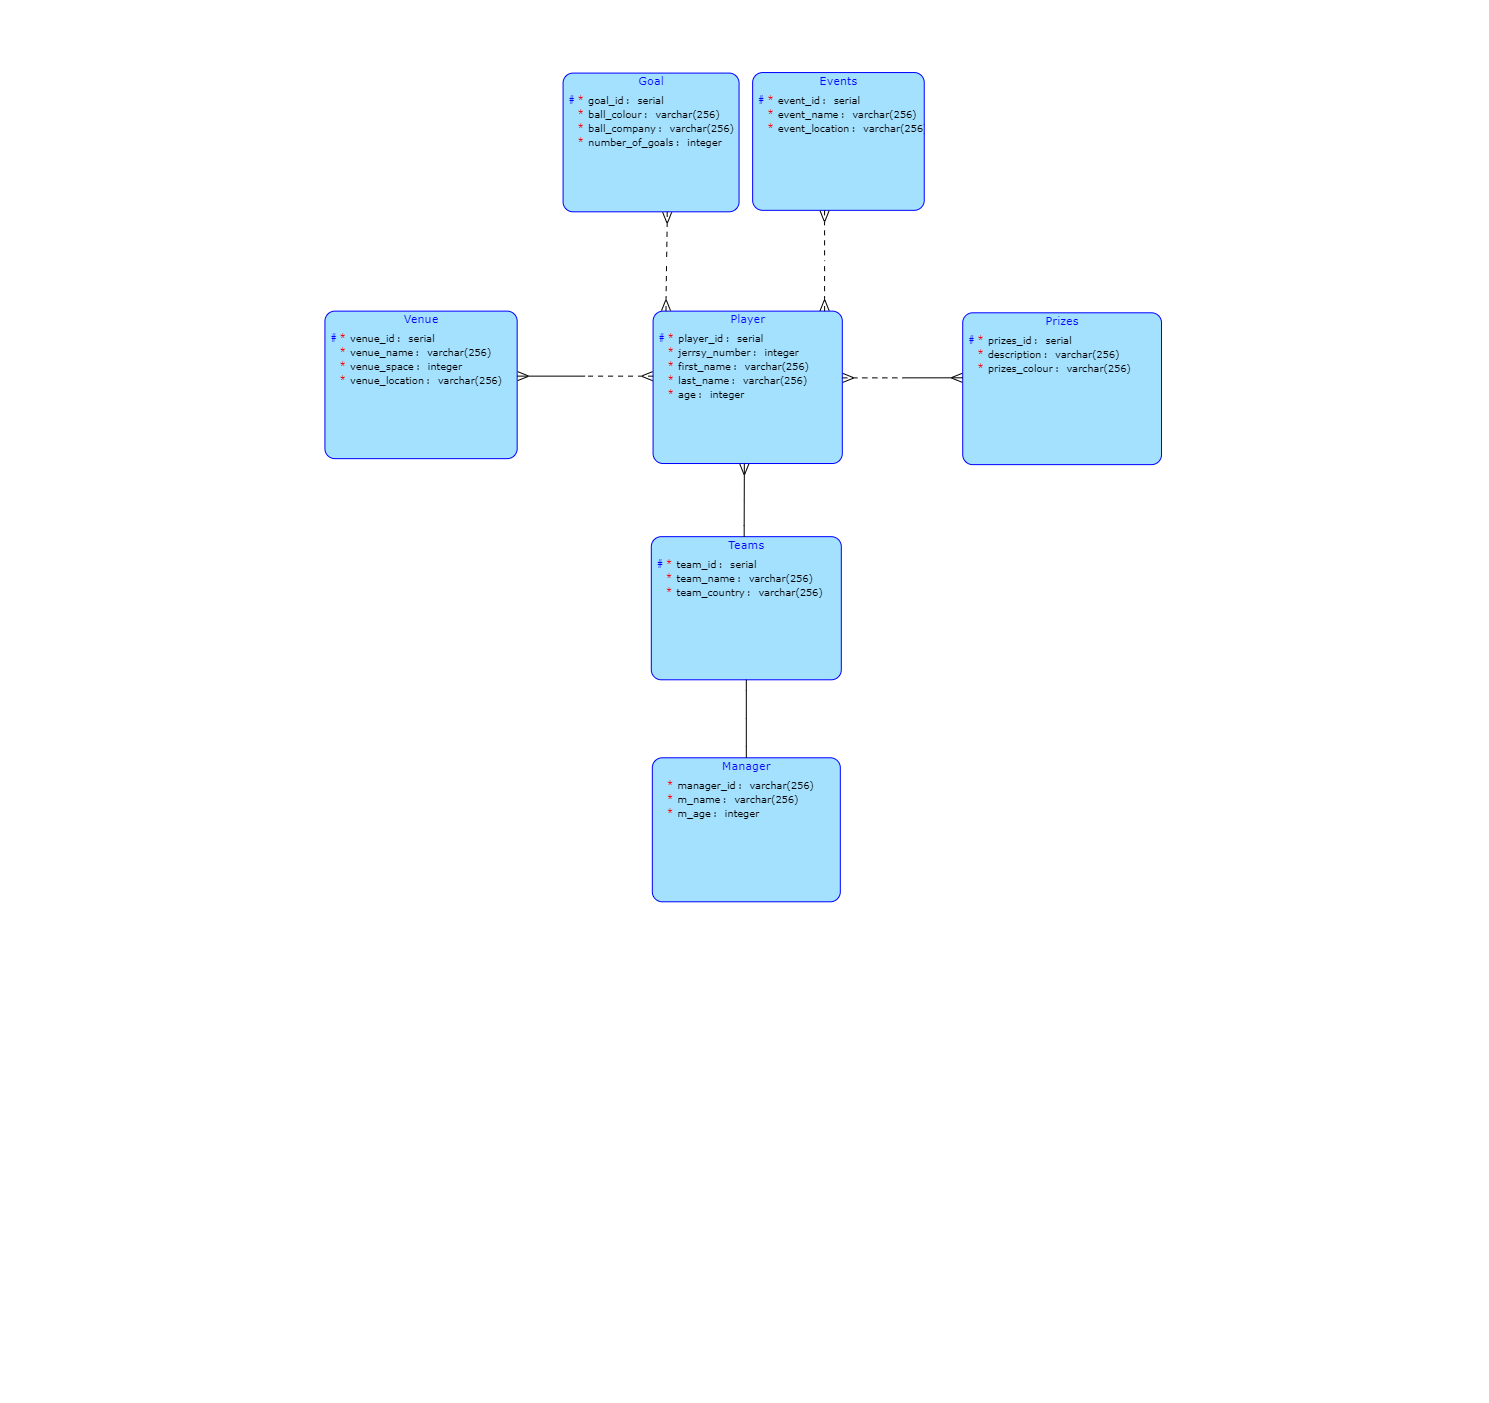 Goal
# * goal_id : serial
* ball_colour : varchar(256)
* ball_company : varchar(256)
* number_of_goals : integer
Events
# * event_id : serial
* event_name : varchar(256)
* event_location : varchar(256
Venue
# * venue_id : serial
* venue_name : varchar(256)
* venue_space : integer
* venue_location : varchar(256)
Player
# * player_id : serial
* jerrsy_number : integer
* first_name : varchar(256)
* last_name : varchar(256)
* age : integer
Prizes
# * prizes_id : serial
* description : varchar(256)
* prizes_colour : varchar(256)
Teams
# * team_id : serial
* team_name : varchar(256)
* team_country : varchar(256)
Manager
* manager_id : varchar(256)
* m_name : varchar(256)
* m_age : integer